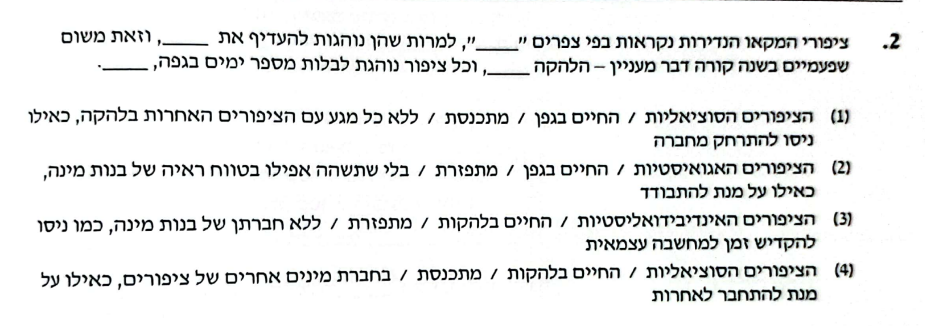 2. ציפורי המקאו הנדירות נקראות בפי צפרים "_____", למרות שהן נוהגות להעדיף את _____, וזאת משום
שפעמיים בשנה קורה דבר מעניין – הלהקה _____, וכל ציפור נוהגת לבלות מספר ימים בגפה, _____.
(1) הציפורים הסוציאליות / החיים בגפן / מתכנסת / ללא כל מגע עם הציפורים האחרות בלהקה, כאילו
ניסו להתרחק מחברה
(2) הציפורים האגואיסטיות / החיים בגפן / מתפזרת / בלי שתשהה אפילו בטווח ראיה של בנות מינה,
כאילו על מנת להתבודד
(3) הציפורים האינדיבידואליסטיות / החיים בלהקות / מתפזרת / ללא חברתן של בנות מינה, כמו ניסו
להקדיש זמן למחשבה עצמאית
(4) הציפורים הסוציאליות / החיים בלהקות / מתכנסת / בחברת מינים אחרים של ציפורים, כאילו על
מנת להתחבר לאחרות